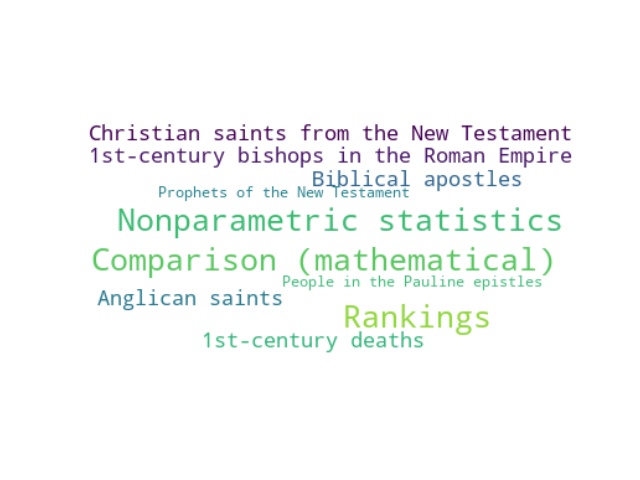 Christian saints from the New Testament
1st-century bishops in the Roman Empire
Biblical apostles
Prophets of the New Testament
Nonparametric statistics
Comparison (mathematical)
People in the Pauline epistles
Anglican saints
Rankings
1st-century deaths